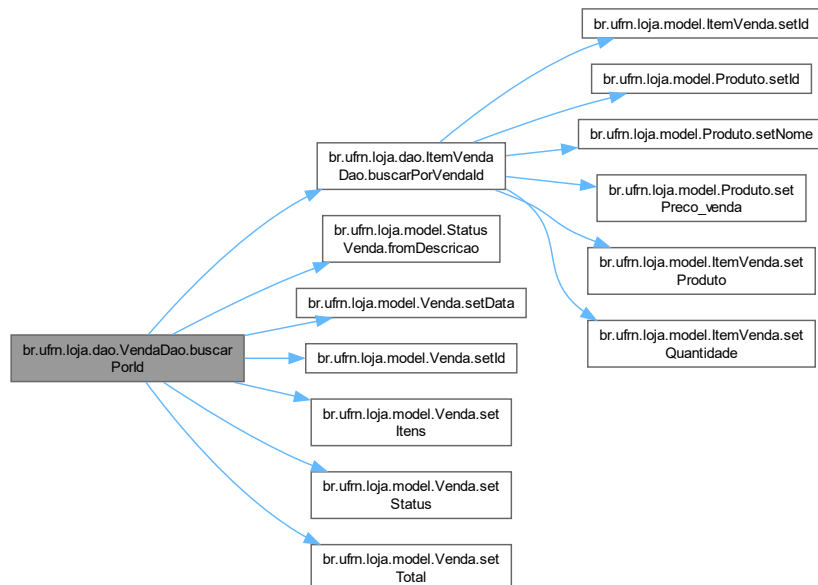 br.ufrn.loja.model.ItemVenda.setId
br.ufrn.loja.model.Produto.setId
br.ufrn.loja.model.Produto.setNome
br.ufrn.loja.dao.ItemVenda
Dao.buscarPorVendaId
br.ufrn.loja.model.Produto.set
Preco_venda
br.ufrn.loja.model.Status
Venda.fromDescricao
br.ufrn.loja.model.ItemVenda.set
Produto
br.ufrn.loja.model.Venda.setData
br.ufrn.loja.model.ItemVenda.set
Quantidade
br.ufrn.loja.dao.VendaDao.buscar
PorId
br.ufrn.loja.model.Venda.setId
br.ufrn.loja.model.Venda.set
Itens
br.ufrn.loja.model.Venda.set
Status
br.ufrn.loja.model.Venda.set
Total